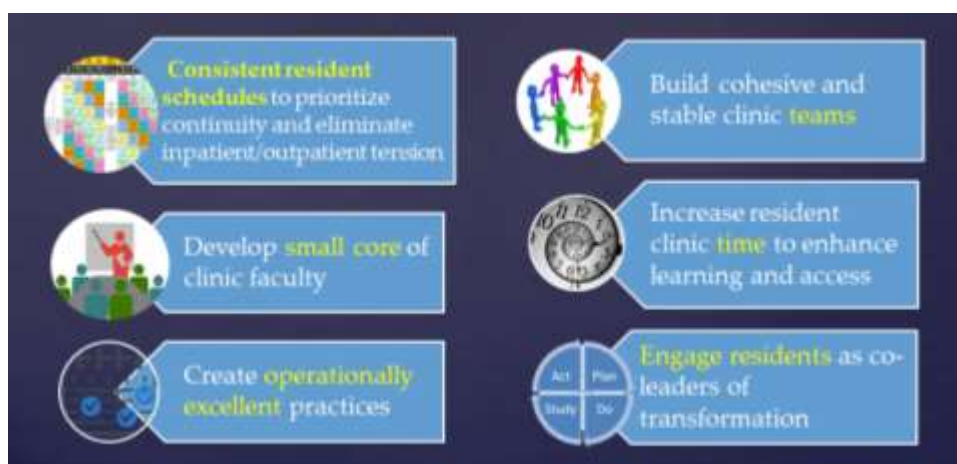 Consistent resident
schedules to prioritize
continuity and eliminate
inpatient/outpatient tension
Develop small core of
clinic faculty
Create operationally
excellent practices
Build cohesive and
stable clinic teams
Increase resident
clinic time to enhance
learning and access
Act Plan
Study Do
Engage residents as co-
leaders of
transformation